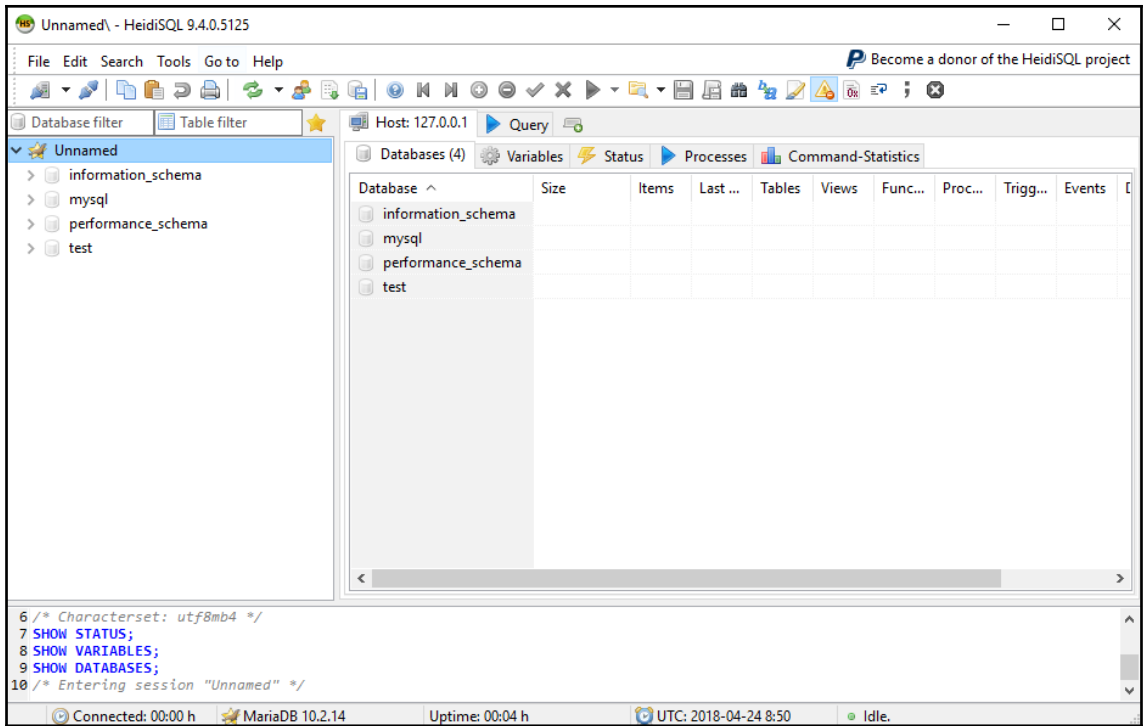 Unnamed\ - HeidiSQL 9.4.0.5125
File Edit Search Tools Go to Help
Become a donor of the HeidiSQL project
Database filter Table filter
Host: 127.0.0.1 Query
Unnamed
information_schema
mysql
performance_schema
test
Databases (4) Variables Status Processes Command-Statistics
Database Size Items Last ... Tables Views Func... Proc... Trigg... Events
information_schema
mysql
performance_schema
test
6 /* Characterset: utf8mb4 */
7 SHOW STATUS;
8 SHOW VARIABLES;
9 SHOW DATABASES;
10 /* Entering session "Unnamed" */
Connected: 00:00 h MariaDB 10.2.14 Uptime: 00:04 h UTC: 2018-04-24 8:50 Idle.